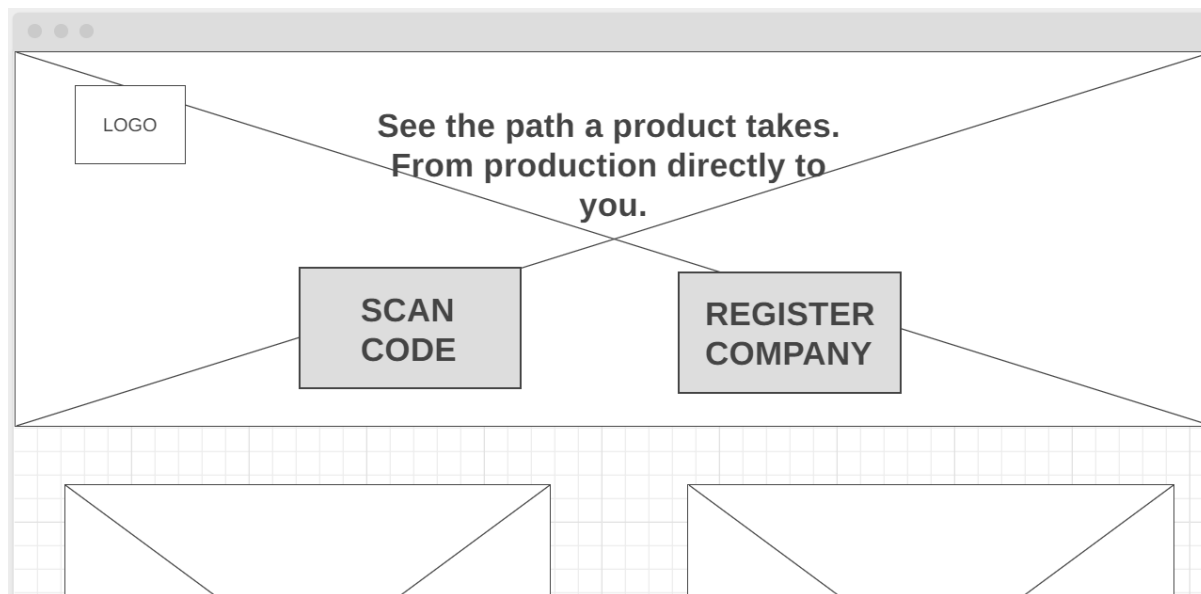 LOGO
See the path a product takes.
From production directly to
you.
SCAN
CODE
REGISTER
COMPANY